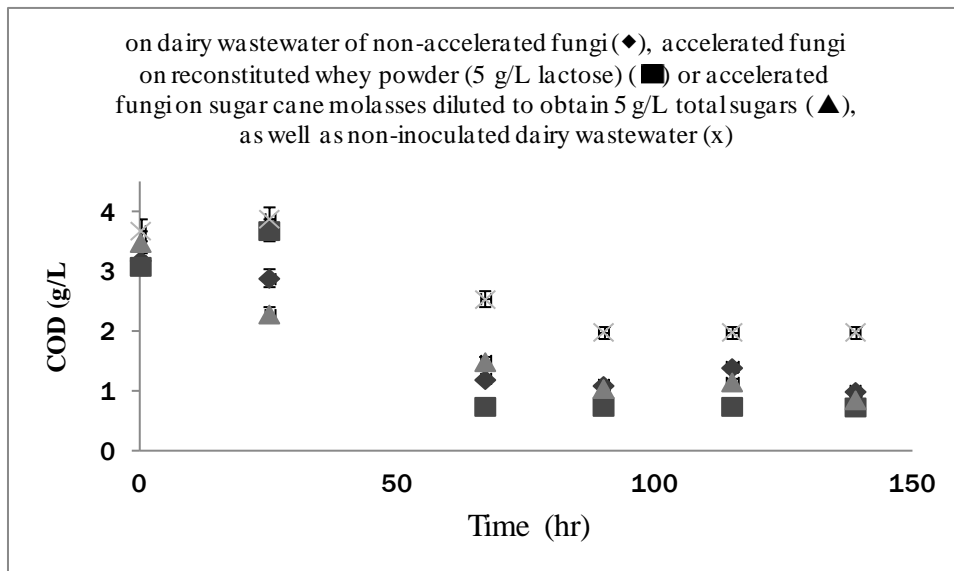 on dairy wastewater of non-accelerated fungi (◆), accelerated fungi
on reconstituted whey powder (5 g/L lactose) (■) or accelerated
fungi on sugar cane molasses diluted to obtain 5 g/L total sugars (▲),
as well as non-inoculated dairy wastewater (x)
4
3
2
1
0
COD (g/L
0
50
100
150
Time (hr)